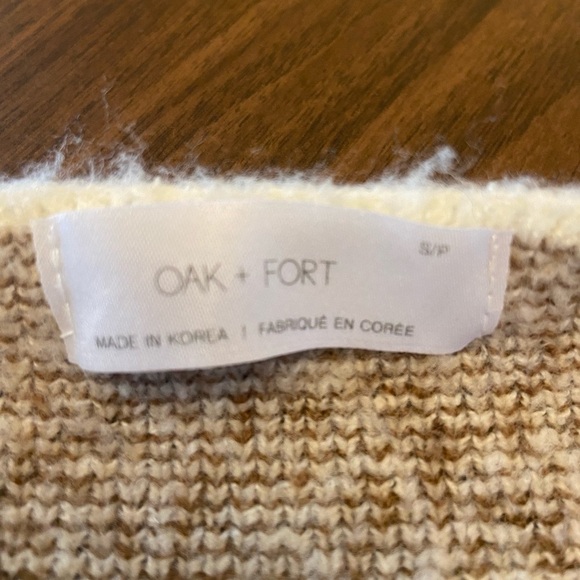 S/P
OAK + FORT
MADE IN KOREA | FABRIQUÉ EN CORÉE